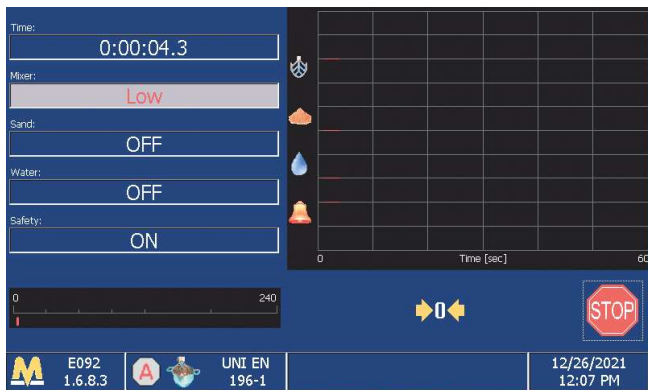 Time:
0:00:04.3
Mixer:
Low
Sand:
OFF
Water:
OFF
Safety:
ON
0 Time [sec] 60
0 240
0
STOP
E092
1.6.8.3
A
UNI EN
196-1
12/26/2021
12:07 PM